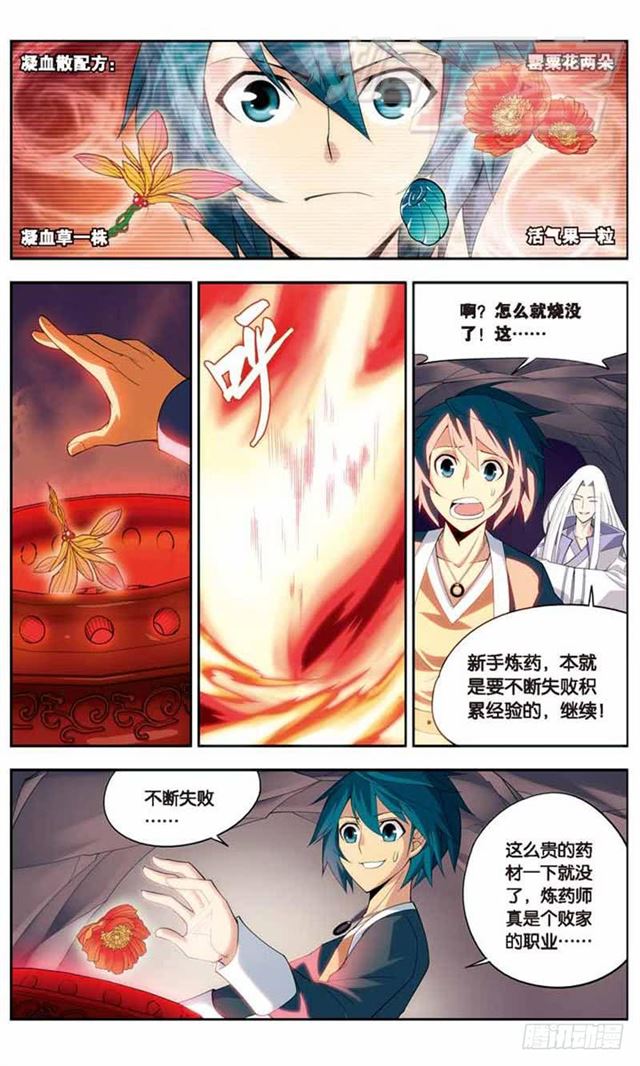 凝血散配方：
罂粟花两朵
凝血草一株
活气果一粒
呼
啊？怎么就烧没
了！这……
新手炼药，本就
是要不断失败积
累经验的，继续！
不断失败
……
这么贵的药
材一下就没
了，炼药师
真是个败家
的职业……
腾讯动漫